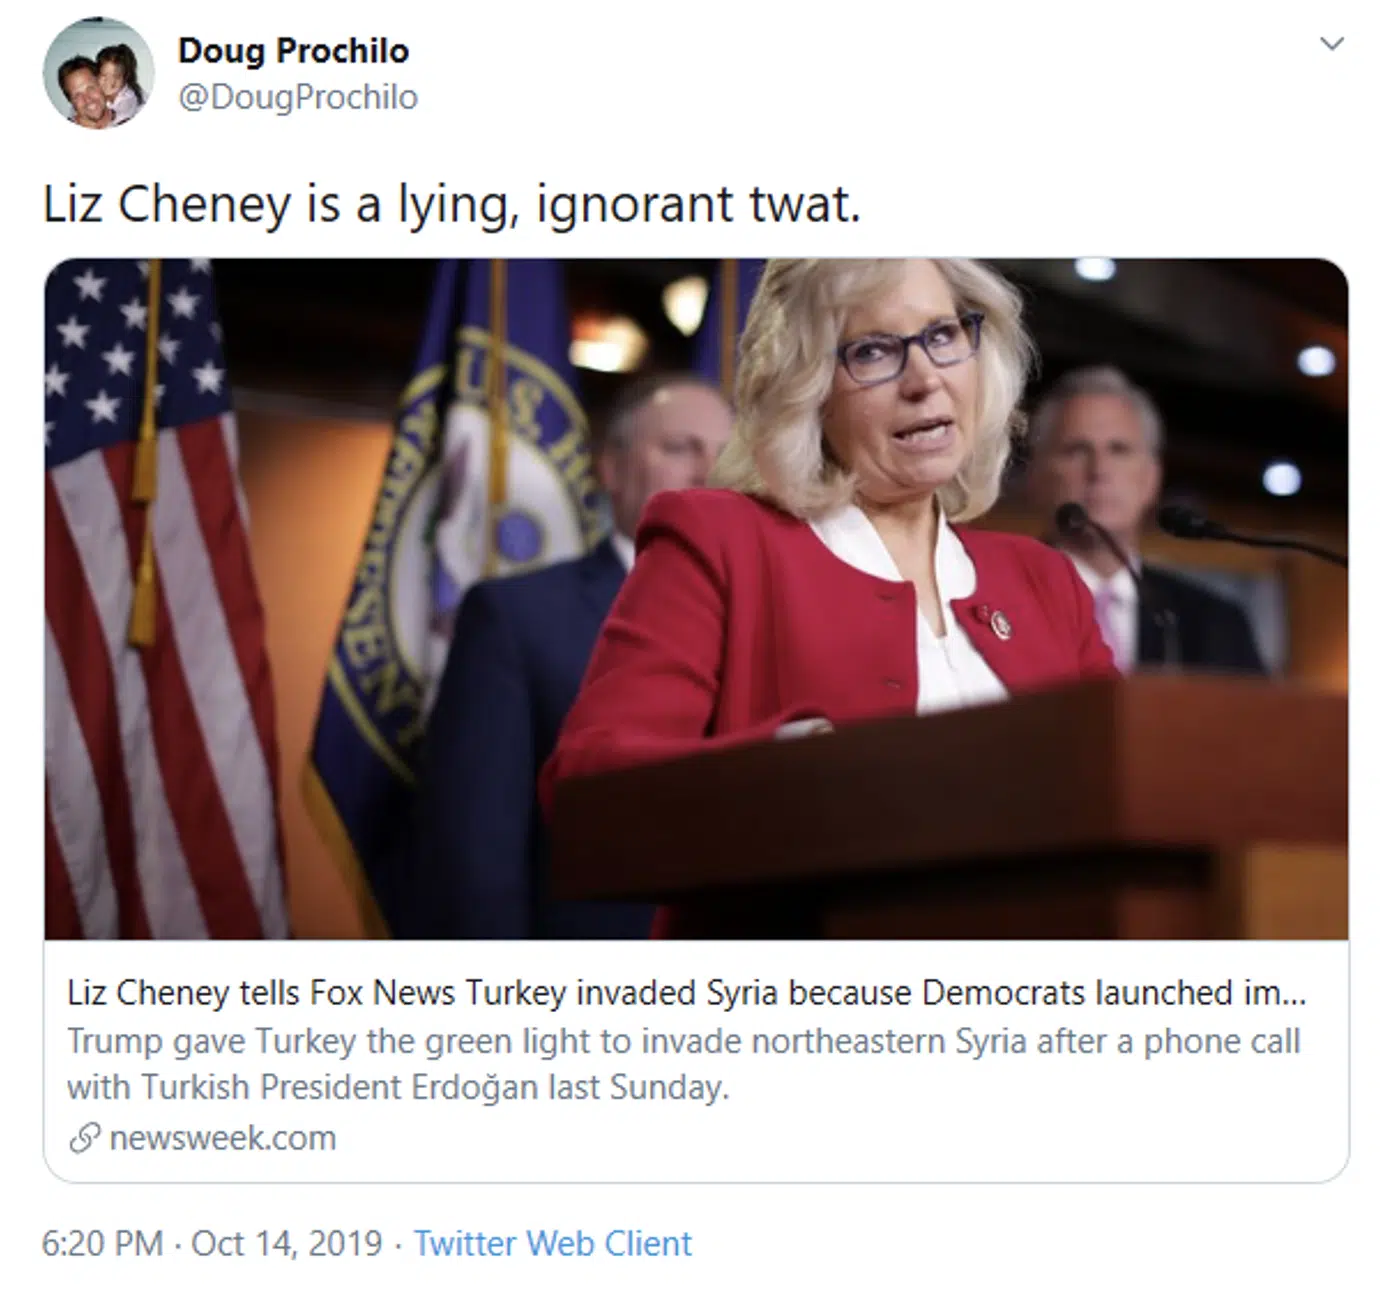 Doug Prochilo
@DougProchilo
Liz Cheney is a lying, ignorant twat.
U.S. HO
Liz Cheney tells Fox News Turkey invaded Syria because Democrats launched im...
Trump gave Turkey the green light to invade northeastern Syria after a phone call
with Turkish President Erdoğan last Sunday.
newsweek.com
6:20 PM · Oct 14, 2019 · Twitter Web Client